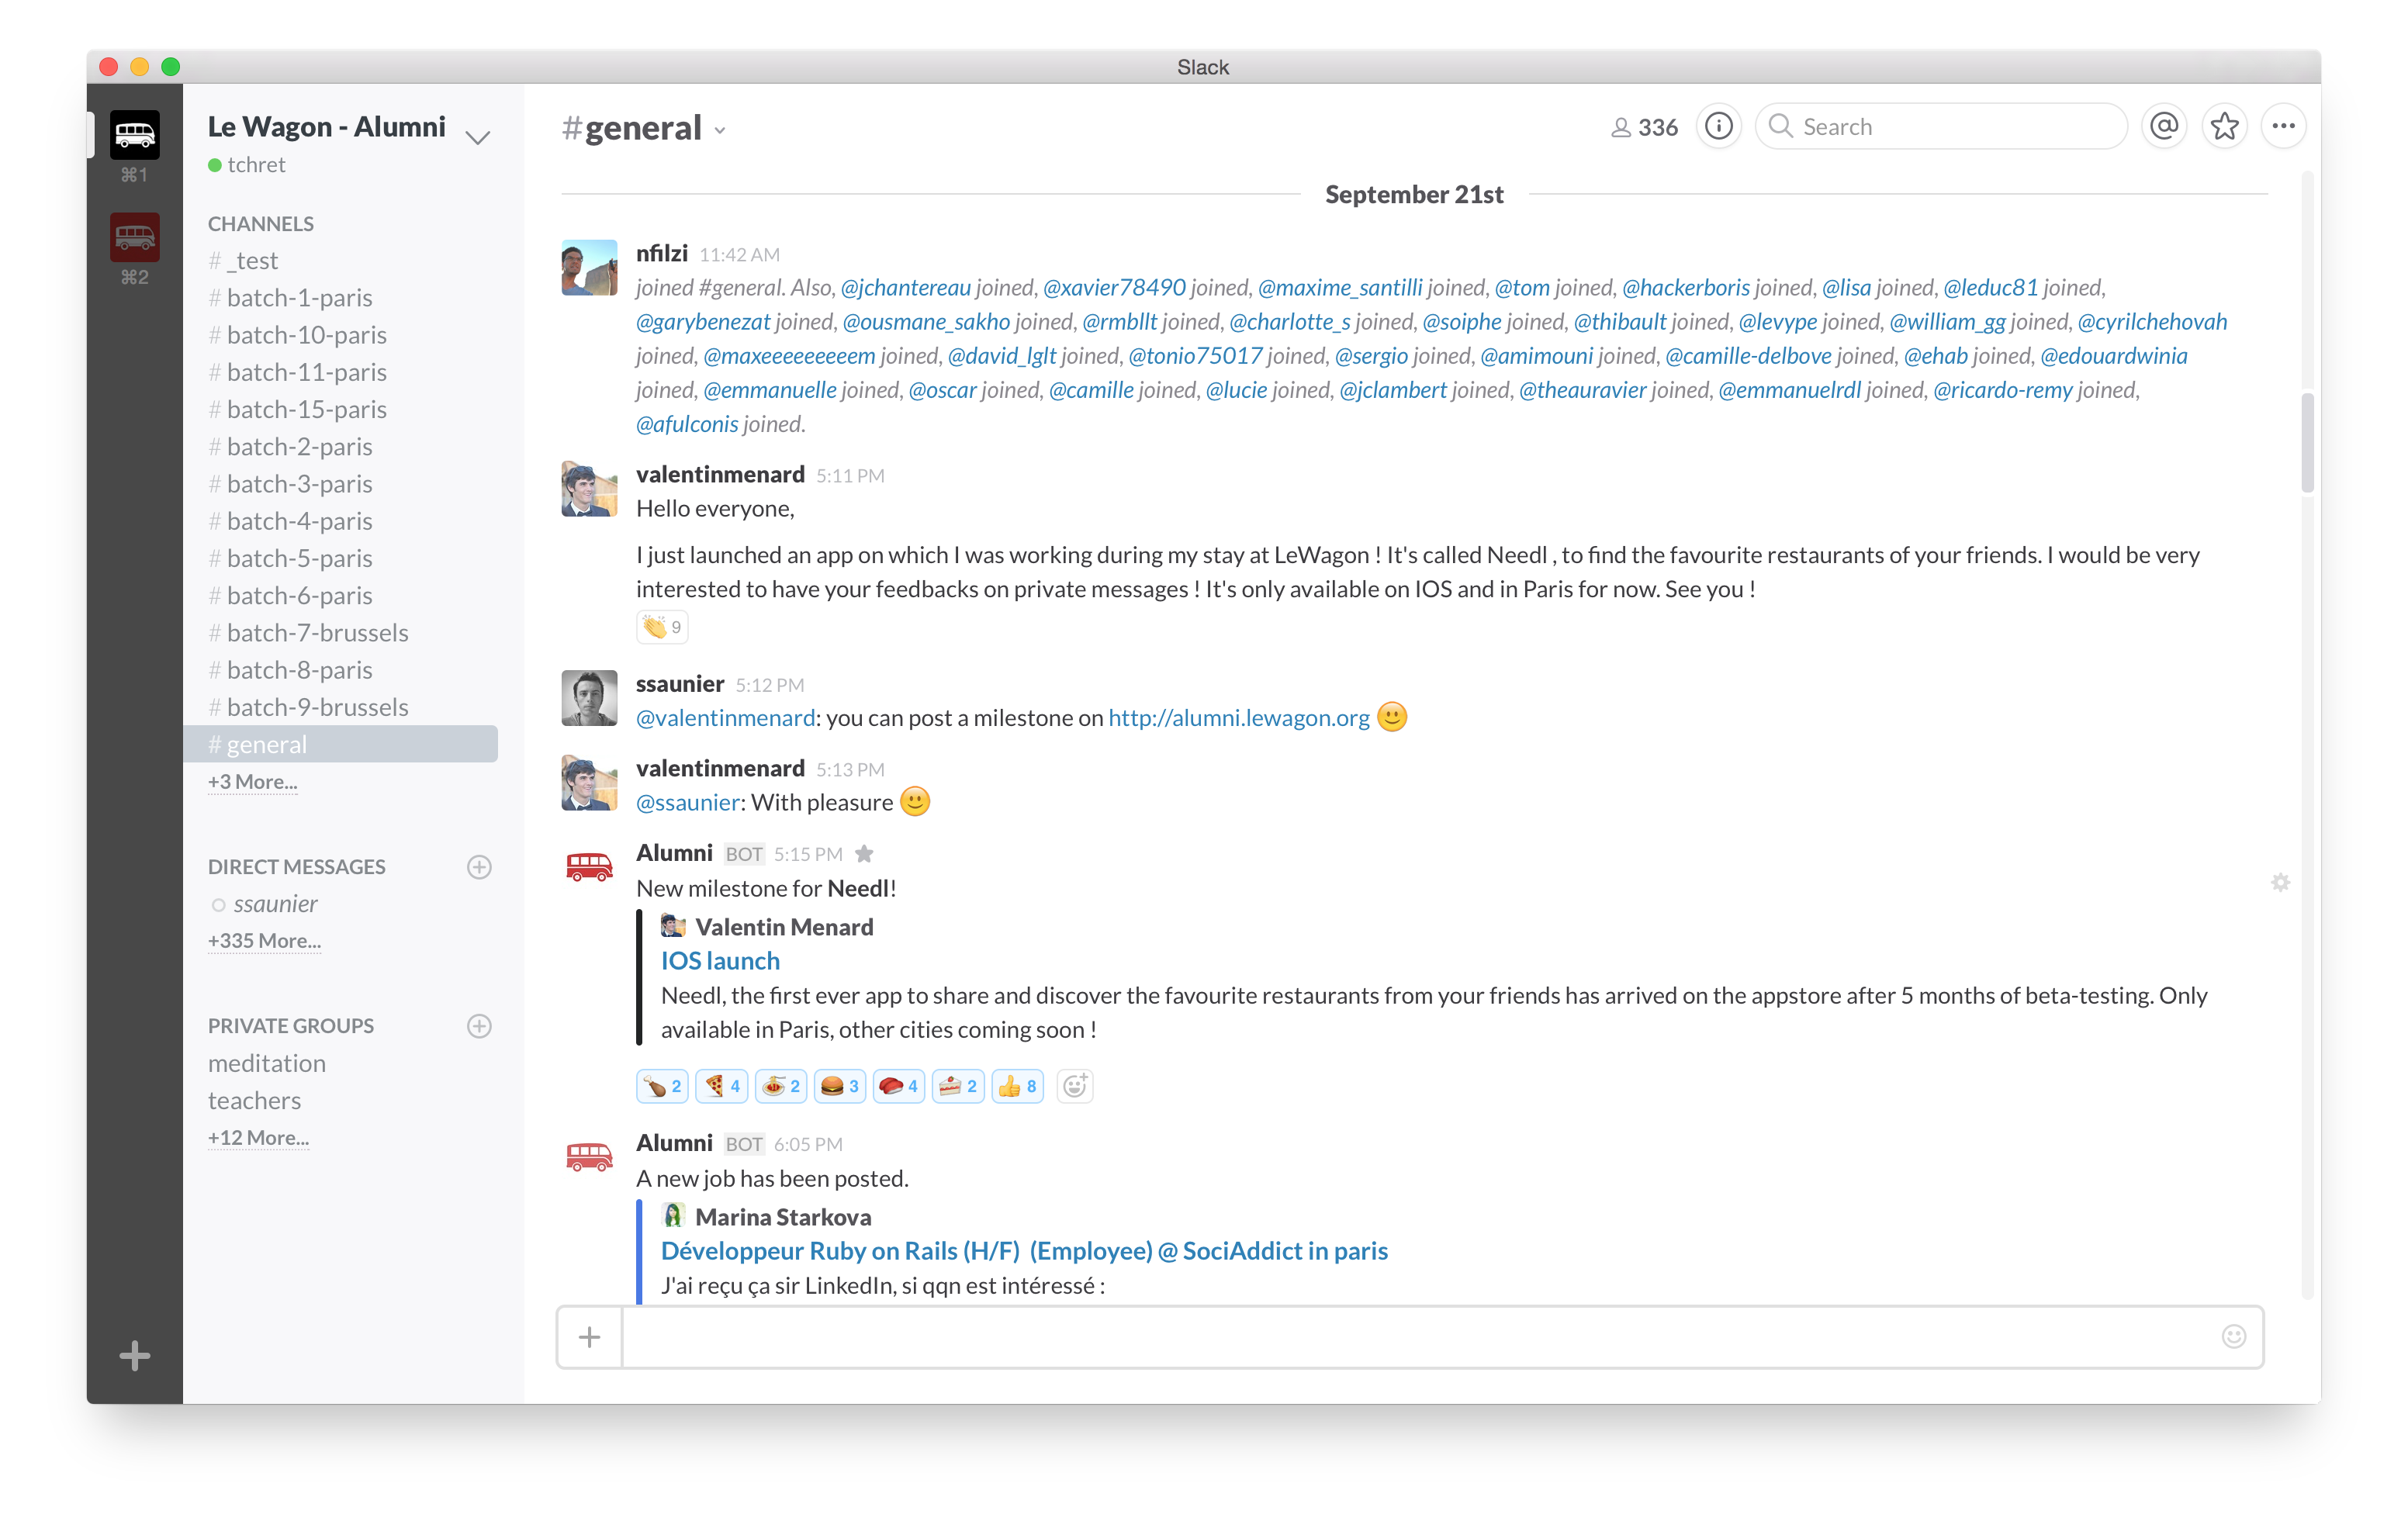 Slack
⌘1
⌘2
Le Wagon - Alumni
tchret
CHANNELS
# _test
# batch-1-paris
# batch-10-paris
# batch-11-paris
# batch-15-paris
# batch-2-paris
# batch-3-paris
# batch-4-paris
# batch-5-paris
# batch-6-paris
# batch-7-brussels
# batch-8-paris
# batch-9-brussels
# general
+3 More...
DIRECT MESSAGES
ssaunier
+335 More...
PRIVATE GROUPS
meditation
teachers
+12 More...
#general
336
Search
September 21st
nfilzi 11:42 AM
joined #general. Also, @jchantereau joined, @xavier78490 joined, @maxime_santilli joined, @tom joined, @hackerboris joined, @lisa joined, @leduc81 joined,
@garybenezat joined, @ousmane_sakho joined, @rmbllt joined, @charlotte_s joined, @soiphe joined, @thibault joined, @levype joined, @william_gg joined, @cyrilchehovah
joined, @maxeeeeeeeeem joined, @david_lglt joined, @tonio75017 joined, @sergio joined, @amimouni joined, @camille-delbove joined, @ehab joined, @edouardwinia
joined, @emmanuelle joined, @oscar joined, @camille joined, @lucie joined, @jclambert joined, @theauravier joined, @emmanuelrdl joined, @ricardo-remy joined,
@afulconis joined.
valentinmenard 5:11 PM
Hello everyone,
I just launched an app on which I was working during my stay at LeWagon ! It's called Needl , to find the favourite restaurants of your friends. I would be very
interested to have your feedbacks on private messages ! It's only available on IOS and in Paris for now. See you !
👏 9
ssaunier 5:12 PM
@valentinmenard: you can post a milestone on http://alumni.lewagon.org 🙂
valentinmenard 5:13 PM
@ssaunier: With pleasure 🙂
Alumni BOT 5:15 PM ★
New milestone for Needl!
Valentin Menard
IOS launch
Needl, the first ever app to share and discover the favourite restaurants from your friends has arrived on the appstore after 5 months of beta-testing. Only
available in Paris, other cities coming soon !
🍗 2 🍕 4 🍝 2 🍔 3 🍣 4 🍰 2 👍 8
Alumni BOT 6:05 PM
A new job has been posted.
Marina Starkova
Développeur Ruby on Rails (H/F) (Employee) @ SociAddict in paris
J'ai reçu ça sir LinkedIn, si qqn est intéressé :